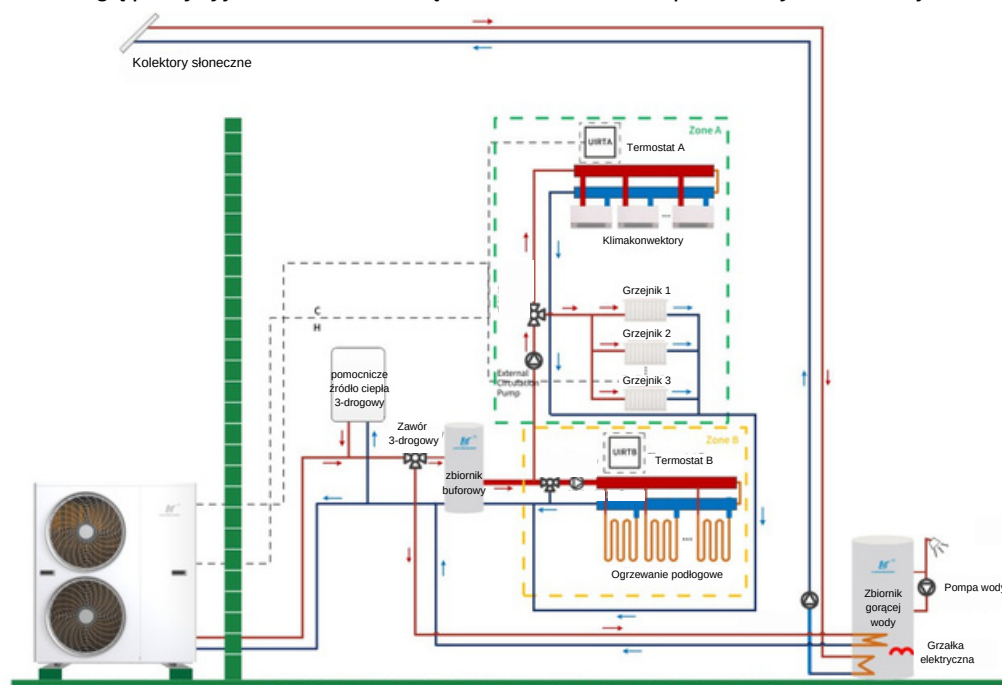 Kolektory słoneczne
Zone A
UIRTA
Termostat A
Klimakonwektory
Grzejnik 1
Grzejnik 2
Grzejnik 3
C
H
External
Circulation
Pump
pomocnicze
źródło ciepła
3-drogowy
Zawór
3-drogowy
zbiornik
buforowy
Zone B
UIRTB
Termostat B
Ogrzewanie podłogowe
Zbiornik
gorącej
wody
Pompa wody
Grzałka
elektryczna